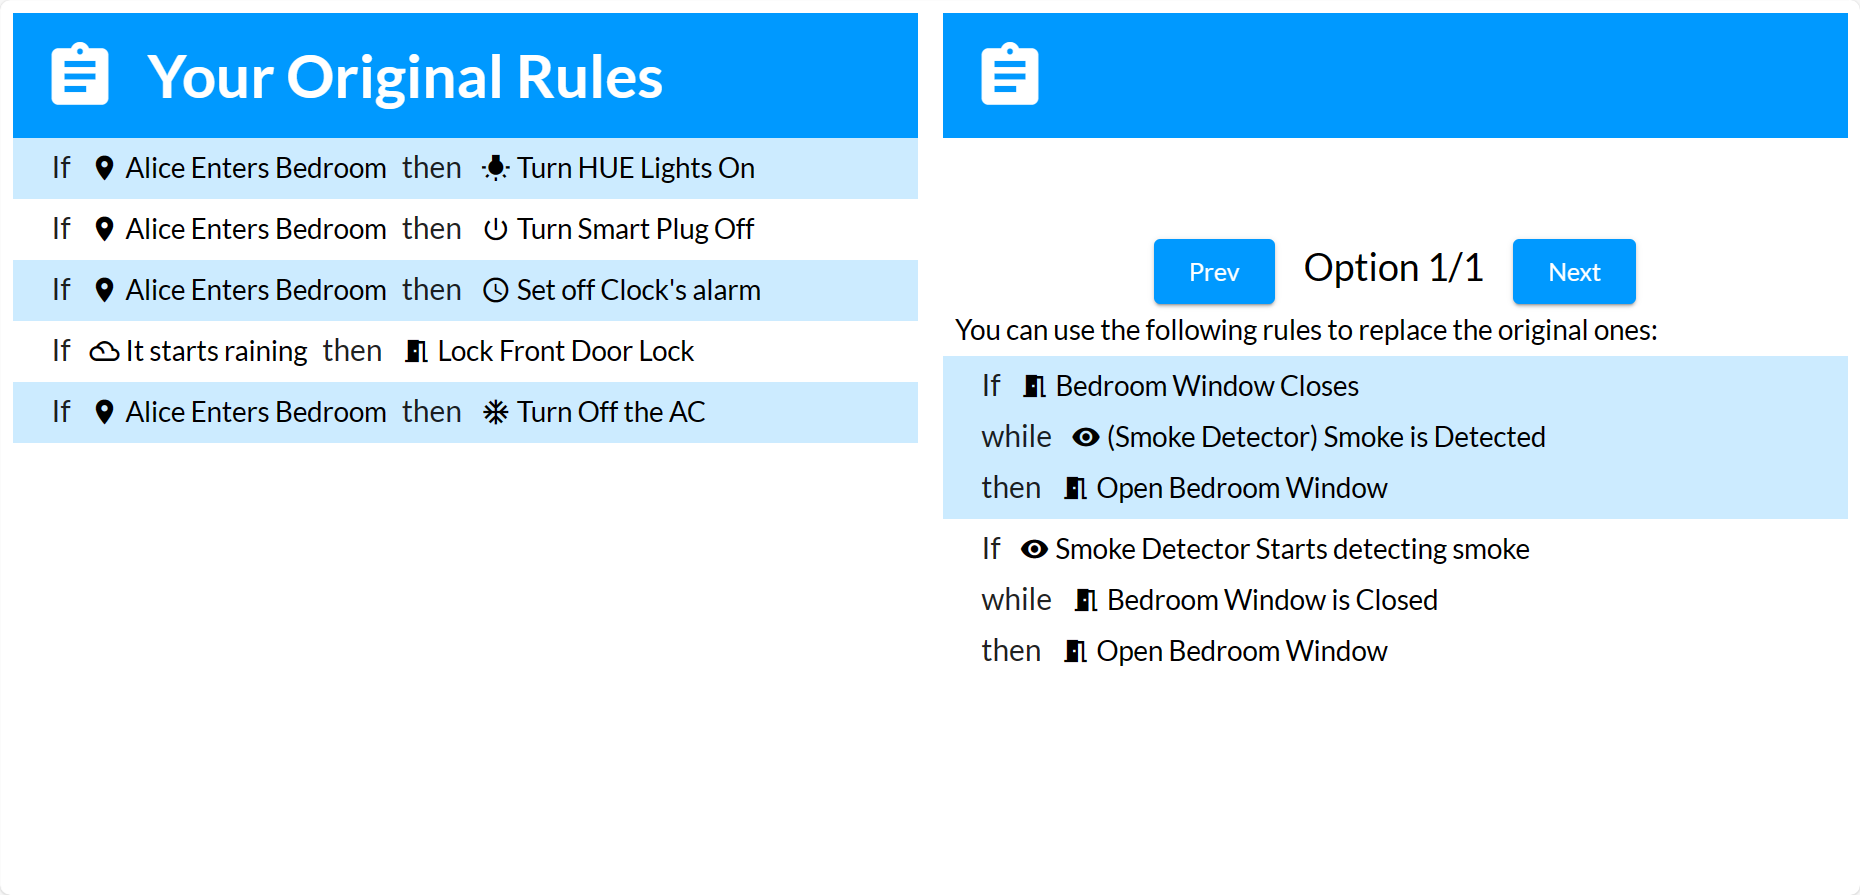 Your Original Rules
If Alice Enters Bedroom then Turn HUE Lights On
If Alice Enters Bedroom then Turn Smart Plug Off
If Alice Enters Bedroom then Set off Clock's alarm
If It starts raining then Lock Front Door Lock
If Alice Enters Bedroom then Turn Off the AC
Prev Option 1/1 Next
You can use the following rules to replace the original ones:
If Bedroom Window Closes
while (Smoke Detector) Smoke is Detected
then Open Bedroom Window
If Smoke Detector Starts detecting smoke
while Bedroom Window is Closed
then Open Bedroom Window